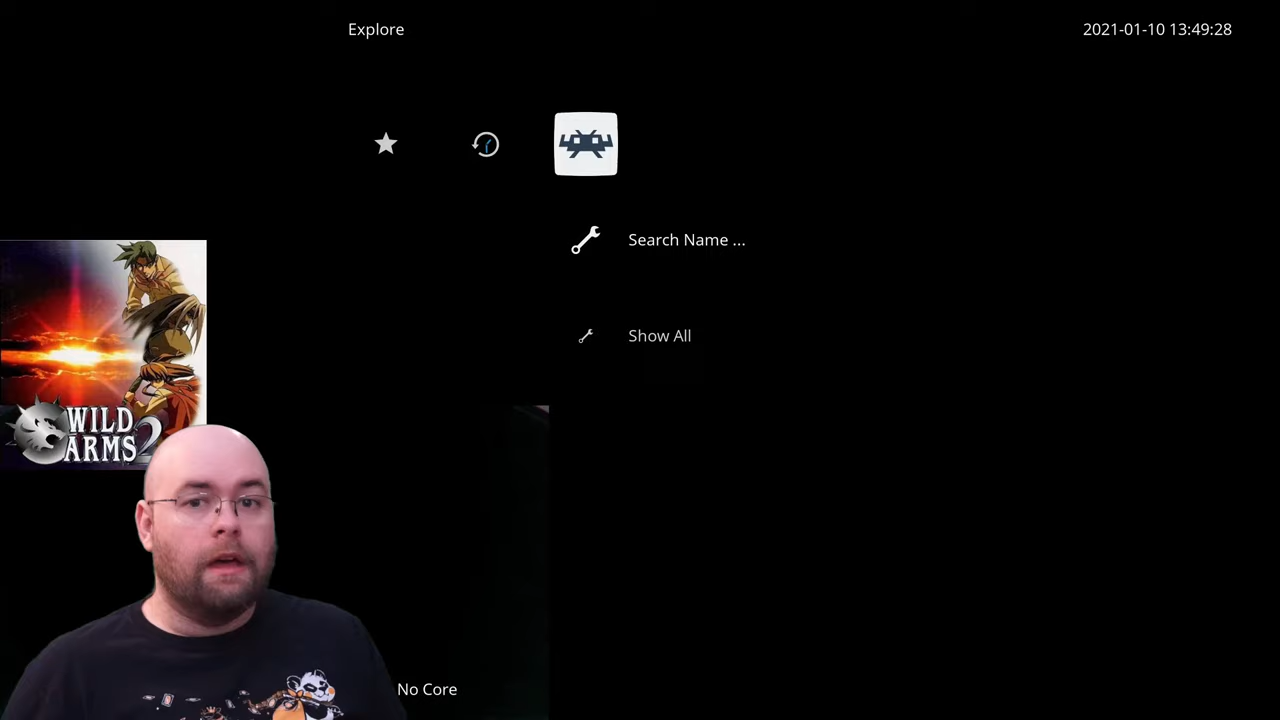 Explore
2021-01-10 13:49:28
Search Name ...
Show All
WILD
ARMS 2
No Core